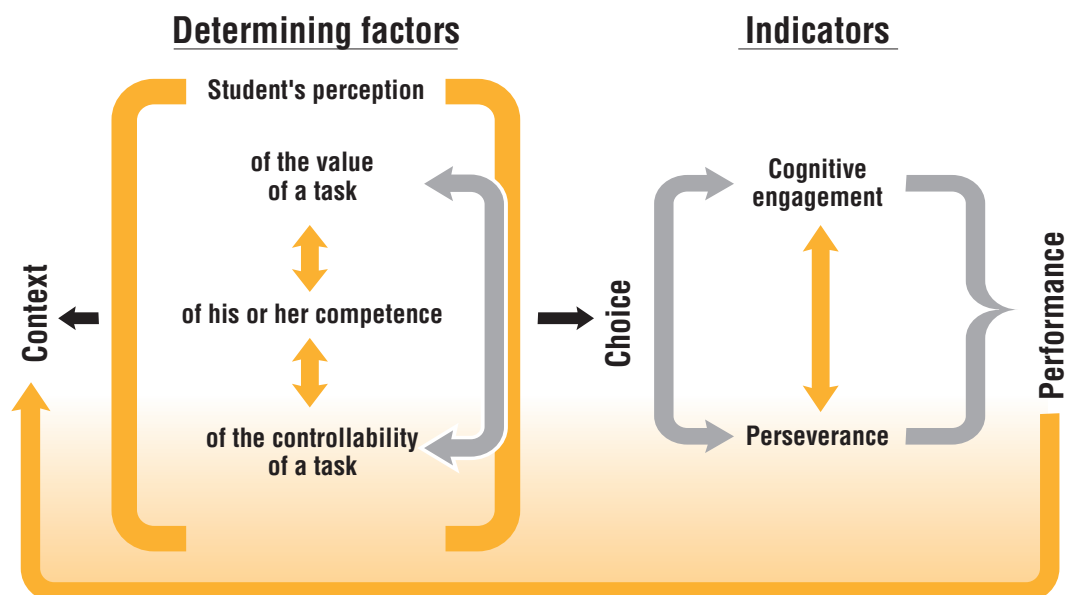 Determining factors
Indicators
Student's perception
of the value
of a task
of his or her competence
of the controllability
of a task
Context
Choice
Cognitive
engagement
Perseverance
Performance